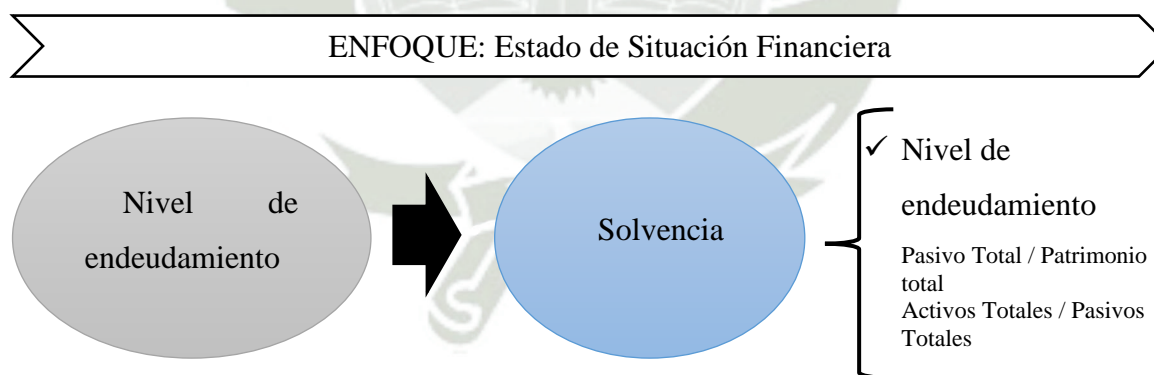 ENFOQUE: Estado de Situación Financiera
Nivel de
endeudamiento
Solvencia
✓ Nivel de
endeudamiento
Pasivo Total / Patrimonio
total
Activos Totales / Pasivos
Totales